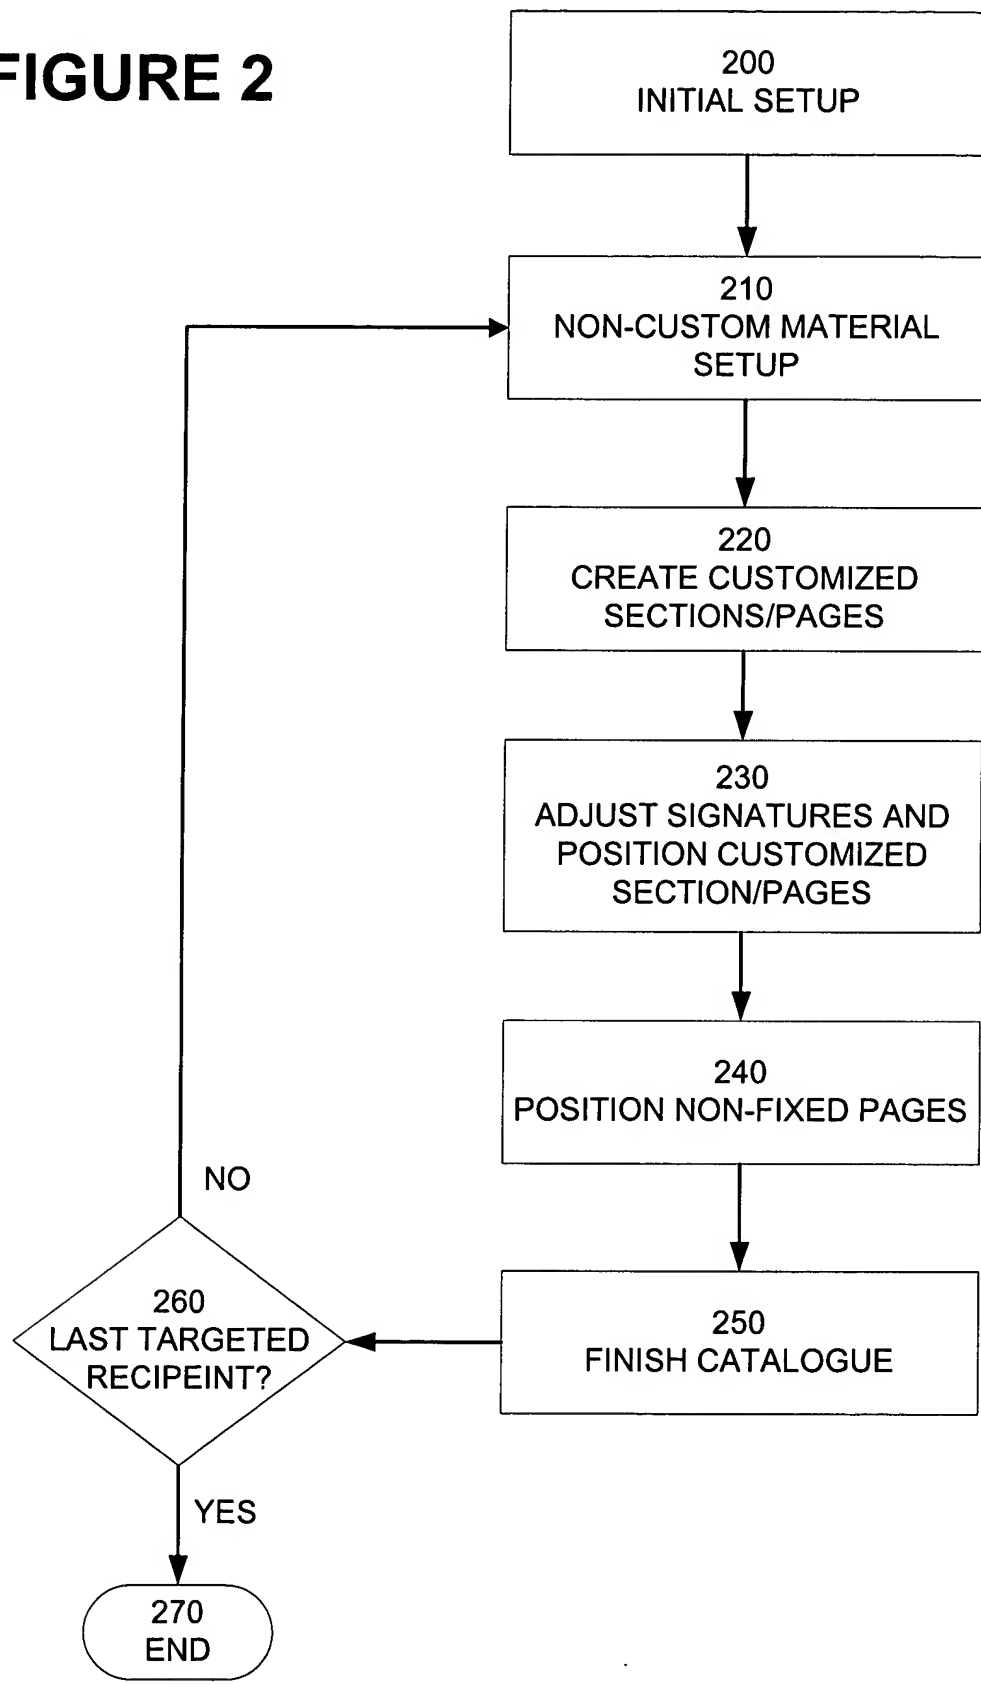 FIGURE 2
200
INITIAL SETUP
210
NON-CUSTOM MATERIAL
SETUP
220
CREATE CUSTOMIZED
SECTIONS/PAGES
230
ADJUST SIGNATURES AND
POSITION CUSTOMIZED
SECTION/PAGES
240
POSITION NON-FIXED PAGES
NO
260
LAST TARGETED
RECIPEINT?
250
FINISH CATALOGUE
YES
270
END